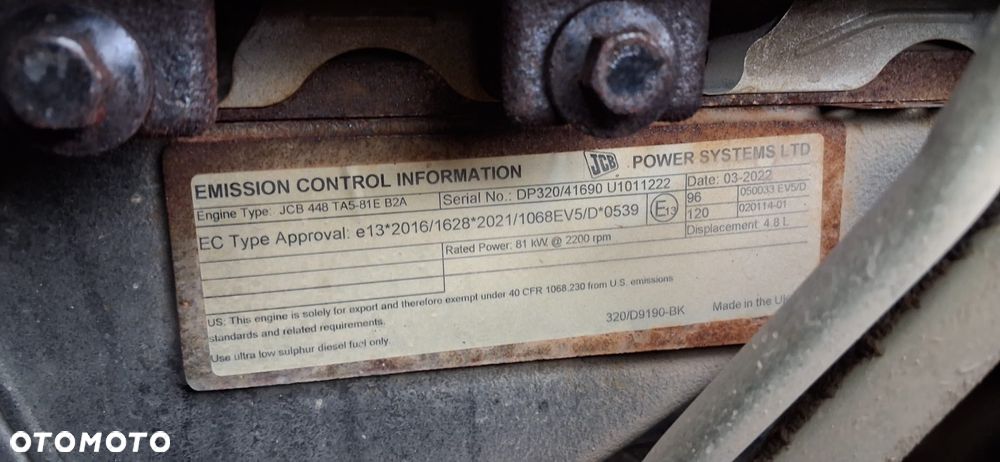 EMISSION CONTROL INFORMATION JCB POWER SYSTEMS LTD
Engine Type: JCB 448 TA5-81E B2A Serial No.: DP320/41690 U1011222 Date: 03-2022
EC Type Approval: e13*2016/1628*2021/1068EV5/D*0539 E13 96 050033 EV5/D
120 020114-01
Rated Power: 81 kW @ 2200 rpm Displacement 4.8 L
US: This engine is solely for export and therefore exempt under 40 CFR 1068.230 from U.S. emissions
standards and related requirements.
320/D9190-BK Made in the UK
Use ultra low sulphur diesel fuel only.
OTOMOTO